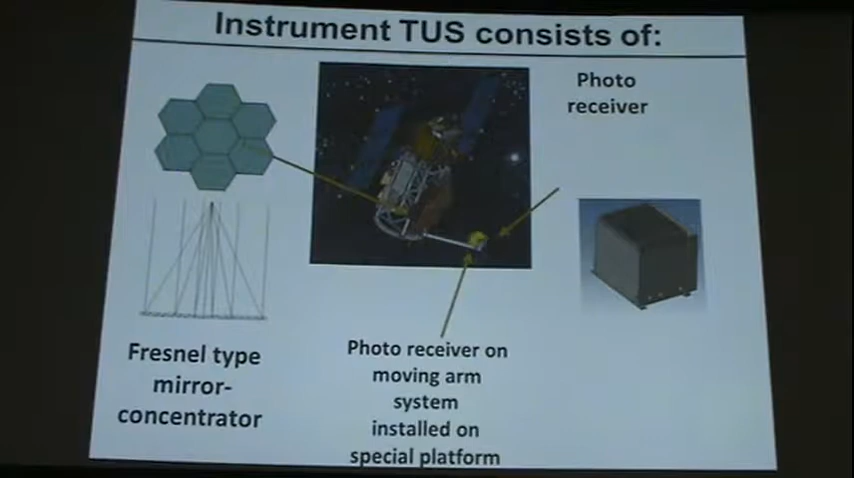 Instrument TUS consists of:
Photo
receiver
Fresnel type
mirror-
concentrator
Photo receiver on
moving arm
system
installed on
special platform